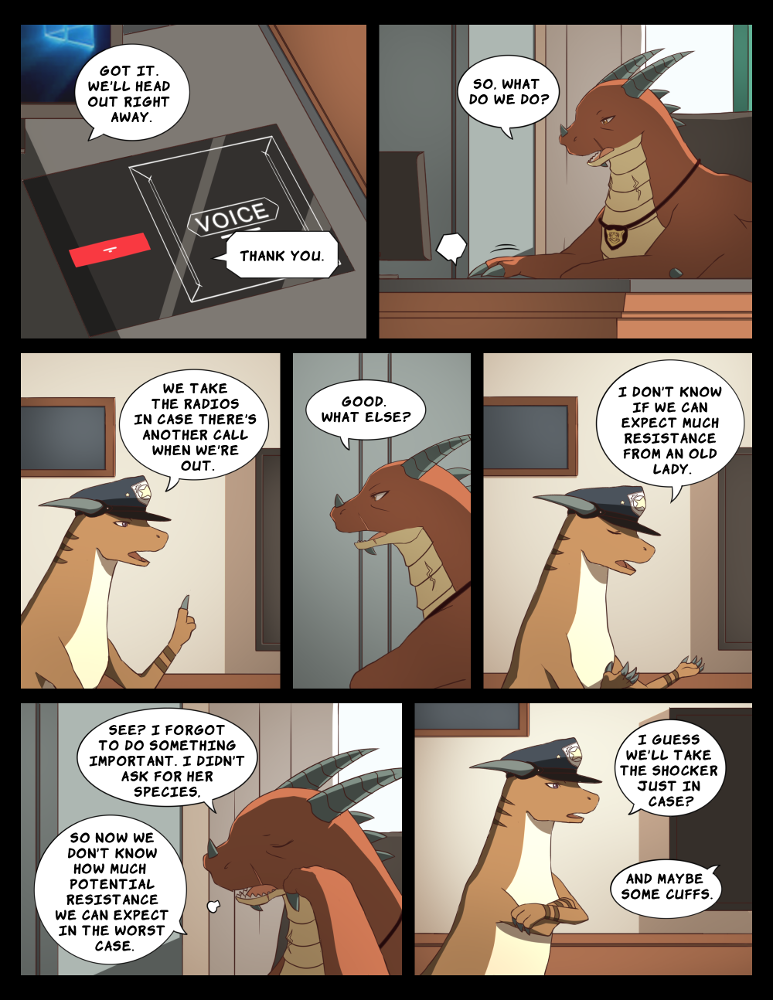 GOT IT.
WE'LL HEAD
OUT RIGHT
AWAY.
VOICE
THANK YOU.
SO, WHAT
DO WE DO?
WE TAKE
THE RADIOS
IN CASE THERE'S
ANOTHER CALL
WHEN WE'RE
OUT.
GOOD.
WHAT ELSE?
I DON'T KNOW
IF WE CAN
EXPECT MUCH
RESISTANCE
FROM AN OLD
LADY.
SEE? I FORGOT
TO DO SOMETHING
IMPORTANT. I DIDN'T
ASK FOR HER
SPECIES,
SO NOW WE
DON'T KNOW
HOW MUCH
POTENTIAL
RESISTANCE
WE CAN EXPECT
IN THE WORST
CASE.
I GUESS
WE'LL TAKE
THE SHOCKER
JUST IN
CASE?
AND MAYBE
SOME CUFFS.